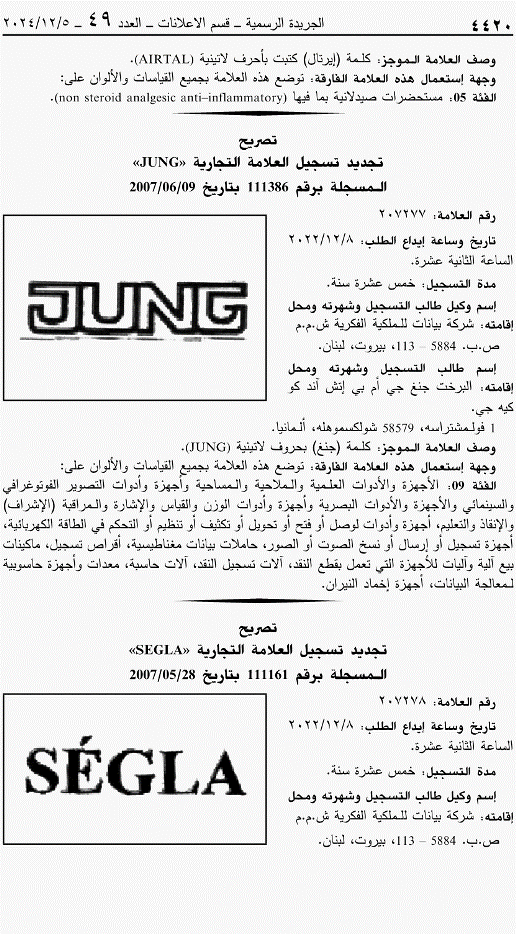 ٤٤٢٠ الجريدة الرسمية ــ قسم الاعلانات ــ العدد ٤٩ ــ ٢٠٢٤/١٢/٥
وصف العلامة الموجز: كلمة (إيرتال) كتبت بأحرف لاتينية (AIRTAL).
وجهة إستعمال هذه العلامة الفارقة: توضع هذه العلامة بجميع القياسات والألوان على:
الفئة 05: مستحضرات صيدلانية بما فيها (non steroid analgesic anti–inflammatory).
تصريح
تجديد تسجيل العلامة التجارية «JUNG»
المسجلة برقم 111386 بتاريخ 2007/06/09
رقم العلامة: ٢٠٧٢٧٧
تاريخ وساعة إيداع الطلب: ٢٠٢٢/١٢/٨
الساعة الثانية عشرة.
مدة التسجيل: خمس عشرة سنة.
إسم وكيل طالب التسجيل وشهرته ومحل
إقامته: شركة بيانات للملكية الفكرية ش.م.م
ص.ب. 5884 – 113، بيروت، لبنان.
إسم طالب التسجيل وشهرته ومحل
إقامته: البرخت جنغ جي أم بي إتش آند كو
كيه جي.
JUNG
1 فولمشتراسه، 58579 شولكسموهله، ألمانيا.
وصف العلامة الموجز: كلمة (جنغ) بحروف لاتينية (JUNG).
وجهة إستعمال هذه العلامة الفارقة: توضع هذه العلامة بجميع القياسات والألوان على:
الفئة 09: الأجهزة والأدوات العلمية والملاحية والمساحية وأجهزة وأدوات التصوير الفوتوغرافي
والسينمائي والأجهزة والأدوات البصرية وأجهزة وأدوات الوزن والقياس والإشارة والمراقبة (الإشراف)
والإنقاذ والتعليم، أجهزة وأدوات لوصل أو فتح أو تحويل أو تكثيف أو تنظيم أو التحكم في الطاقة الكهربائية،
أجهزة تسجيل أو إرسال أو نسخ الصوت أو الصور، حاملات بيانات مغناطيسية، أقراص تسجيل، ماكينات
بيع آلية وآليات للأجهزة التي تعمل بقطع النقد، آلات تسجيل النقد، آلات حاسبة، معدات وأجهزة حاسوبية
لمعالجة البيانات، أجهزة إخماد النيران.
تصريح
تجديد تسجيل العلامة التجارية «SEGLA»
المسجلة برقم 111161 بتاريخ 2007/05/28
رقم العلامة: ٢٠٧٢٧٨
تاريخ وساعة إيداع الطلب: ٢٠٢٢/١٢/٨
الساعة الثانية عشرة.
مدة التسجيل: خمس عشرة سنة.
إسم وكيل طالب التسجيل وشهرته ومحل
إقامته: شركة بيانات للملكية الفكرية ش.م.م
ص.ب. 5884 – 113، بيروت، لبنان.
SÉGLA